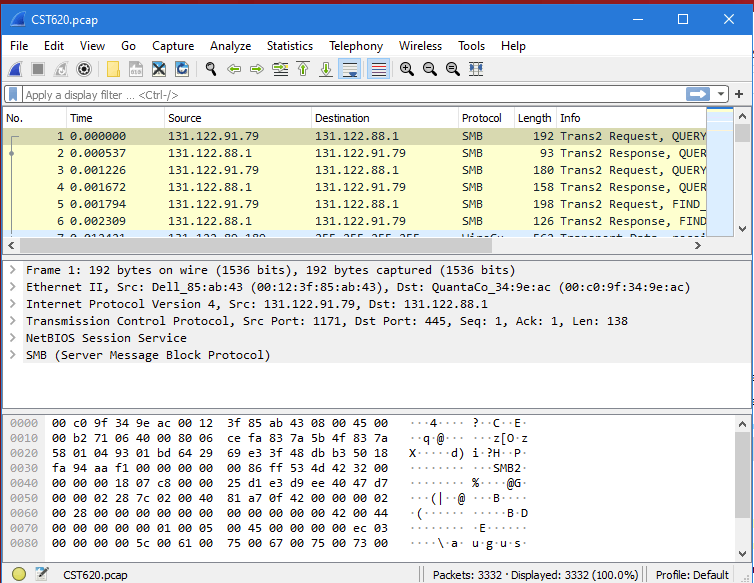 CST620.pcap
File Edit View Go Capture Analyze Statistics Telephony Wireless Tools Help
Apply a display filter ... <Ctrl-/>
No. Time Source Destination Protocol Length Info
1 0.000000 131.122.91.79 131.122.88.1 SMB 192 Trans2 Request, QUERY
2 0.000537 131.122.88.1 131.122.91.79 SMB 93 Trans2 Response, QUER
3 0.001226 131.122.91.79 131.122.88.1 SMB 180 Trans2 Request, QUERY
4 0.001672 131.122.88.1 131.122.91.79 SMB 158 Trans2 Response, QUER
5 0.001794 131.122.91.79 131.122.88.1 SMB 198 Trans2 Request, FIND_
6 0.002309 131.122.88.1 131.122.91.79 SMB 126 Trans2 Response, FIND
Frame 1: 192 bytes on wire (1536 bits), 192 bytes captured (1536 bits)
Ethernet II, Src: Dell_85:ab:43 (00:12:3f:85:ab:43), Dst: QuantaCo_34:9e:ac (00:c0:9f:34:9e:ac)
Internet Protocol Version 4, Src: 131.122.91.79, Dst: 131.122.88.1
Transmission Control Protocol, Src Port: 1171, Dst Port: 445, Seq: 1, Ack: 1, Len: 138
NetBIOS Session Service
SMB (Server Message Block Protocol)
0000 00 c0 9f 34 9e ac 00 12 3f 85 ab 43 08 00 45 00 ···4···· ?··C··E·
0010 00 b2 71 06 40 00 80 06 ce fa 83 7a 5b 4f 83 7a ··q·@··· ···z[O·z
0020 58 01 04 93 01 bd 64 29 69 e3 3f 48 db b3 50 18 X·····d) i·?H··P·
0030 fa 94 aa f1 00 00 00 00 00 86 ff 53 4d 42 32 00 ········ ···SMB2·
0040 00 00 00 18 07 c8 00 00 25 d1 e3 d9 ee 40 47 d7 ········ %····@G·
0050 00 00 02 28 7c 02 00 40 81 a7 0f 42 00 00 00 02 ···(|··@ ···B····
0060 00 28 00 00 00 00 00 00 00 00 00 00 00 42 00 44 ·(······ ·····B·D
0070 00 00 00 00 00 01 00 05 00 45 00 00 00 00 ec 03 ········ ·E······
0080 00 00 00 00 5c 00 61 00 75 00 67 00 75 00 73 00 ····\·a· u·g·u·s·
CST620.pcap Packets: 3332 · Displayed: 3332 (100.0%) Profile: Default